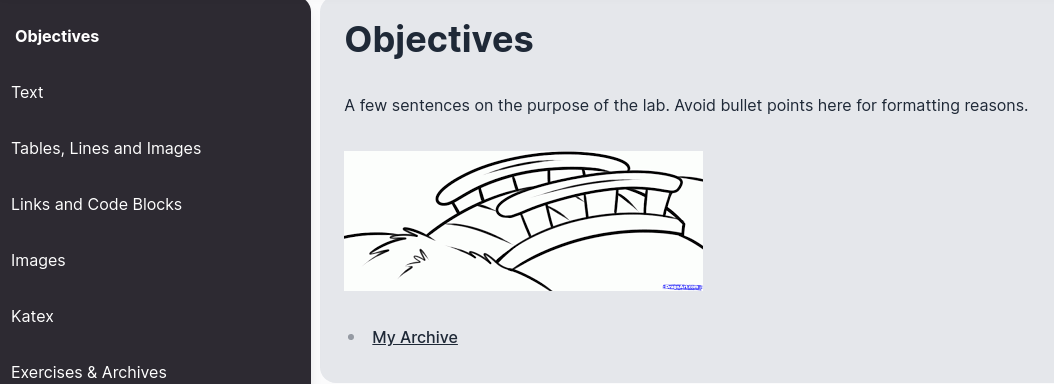 Objectives
Text
Tables, Lines and Images
Links and Code Blocks
Images
Katex
Exercises & Archives
Objectives
A few sentences on the purpose of the lab. Avoid bullet points here for formatting reasons.
My Archive